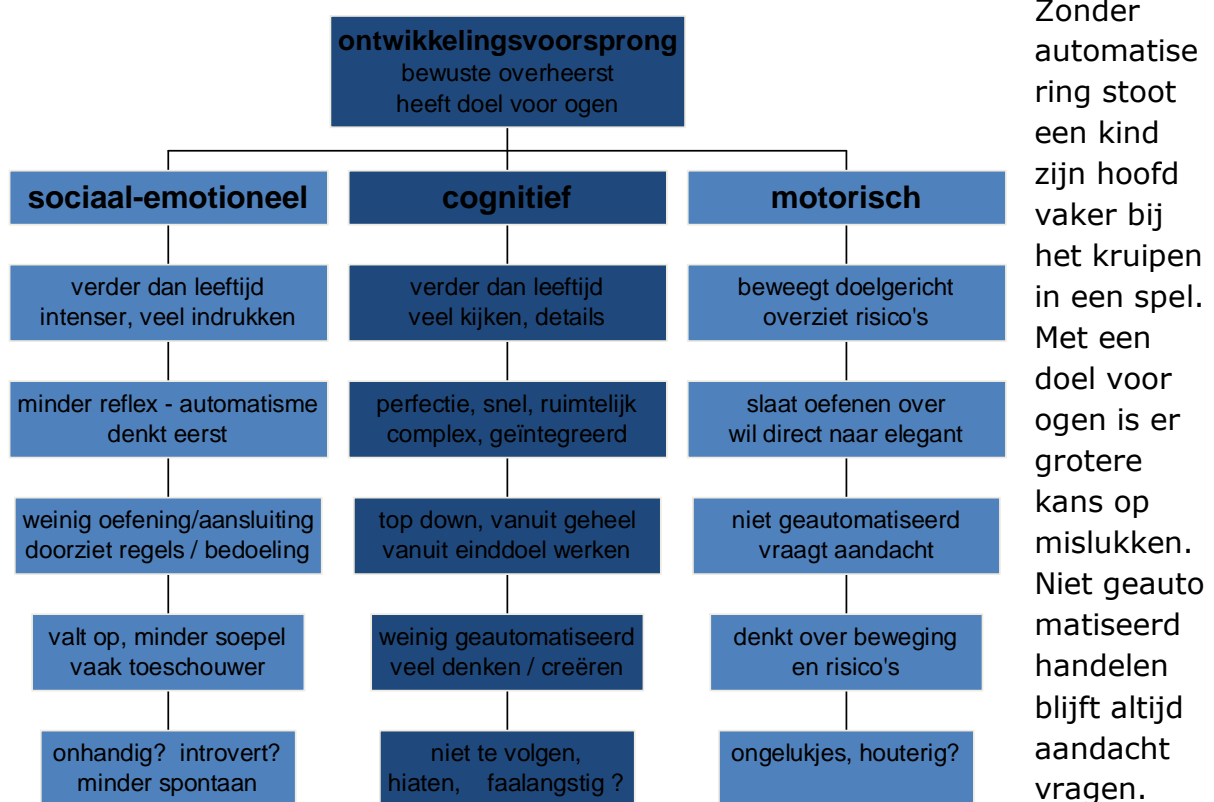 ontwikkelingsvoorsprong
bewuste overheerst
heeft doel voor ogen
sociaal-emotioneel
verder dan leeftijd
intenser, veel indrukken
minder reflex - automatisme
denkt eerst
weinig oefening/aansluiting
doorziet regels / bedoeling
valt op, minder soepel
vaak toeschouwer
onhandig? introvert?
minder spontaan
cognitief
verder dan leeftijd
veel kijken, details
perfectie, snel, ruimtelijk
complex, geïntegreerd
top down, vanuit geheel
vanuit einddoel werken
weinig geautomatiseerd
veel denken / creëren
niet te volgen,
hiaten, faalangstig ?
motorisch
beweegt doelgericht
overziet risico's
slaat oefenen over
wil direct naar elegant
niet geautomatiseerd
vraagt aandacht
denkt over beweging
en risico's
ongelukjes, houterig?
Zonder
automatise
ring stoot
een kind
zijn hoofd
vaker bij
het kruipen
in een spel.
Met een
doel voor
ogen is er
grotere
kans op
mislukken.
Niet geauto
matiseerd
handelen
blijft altijd
aandacht
vragen.